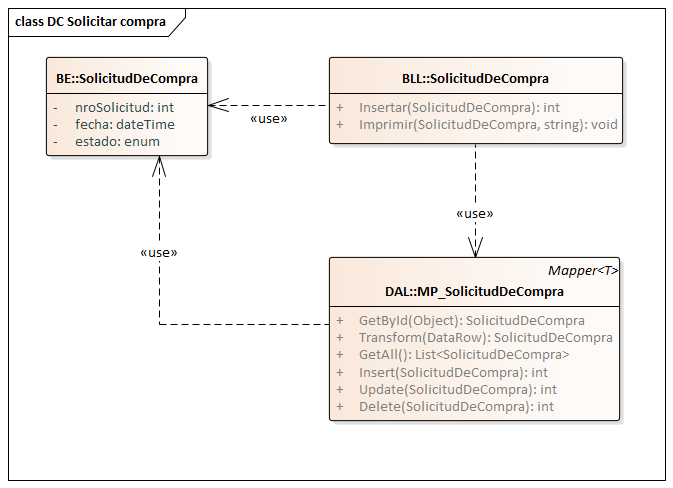 class DC Solicitar compra
BE::SolicitudDeCompra
- nroSolicitud: int
- fecha: dateTime
- estado: enum
BLL::SolicitudDeCompra
+ Insertar(SolicitudDeCompra): int
+ Imprimir(SolicitudDeCompra, string): void
«use»
«use»
«use»
Mapper<T>
DAL::MP_SolicitudDeCompra
+ GetById(Object): SolicitudDeCompra
+ Transform(DataRow): SolicitudDeCompra
+ GetAll(): List<SolicitudDeCompra>
+ Insert(SolicitudDeCompra): int
+ Update(SolicitudDeCompra): int
+ Delete(SolicitudDeCompra): int